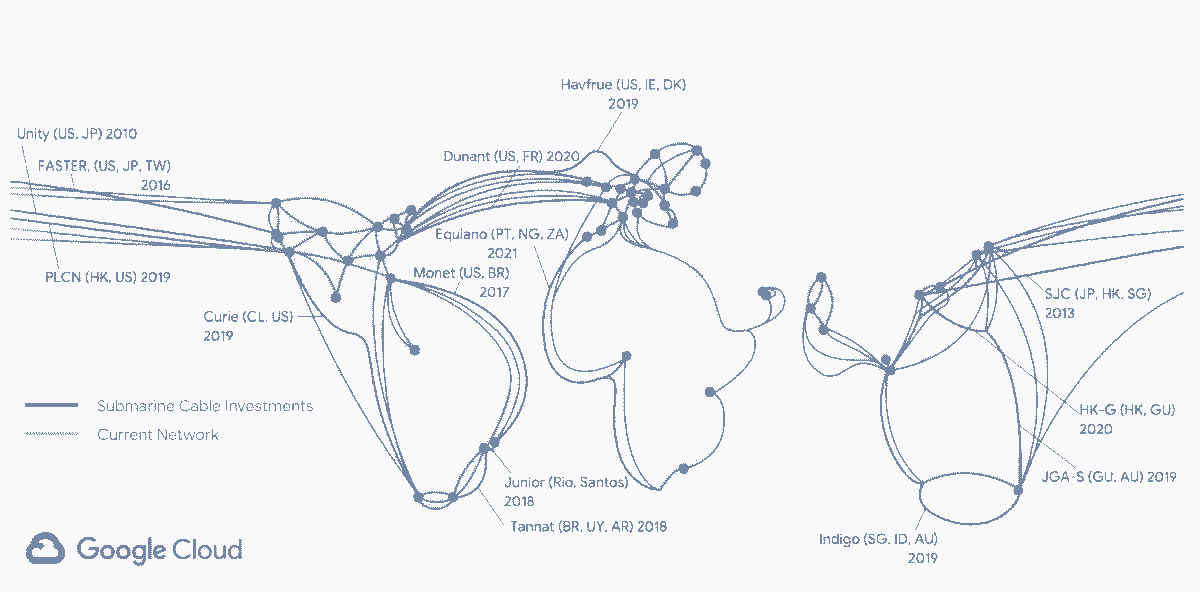 Havfrue (US, IE, DK)
2019
Unity (US, JP) 2010
FASTER, (US, JP, TW)
2016
Dunant (US, FR) 2020
Equiano (PT, NG, ZA)
2021
PLCN (HK, US) 2019
Monet (US, BR)
2017
Curie (CL, US)
2019
SJC (JP, HK, SG)
2013
Submarine Cable Investments
Current Network
HK-G (HK, GU)
2020
JGA-S (GU, AU) 2019
Junior (Rio, Santos)
2018
Tannat (BR, UY, AR) 2018
Indigo (SG, ID, AU)
2019
Google Cloud